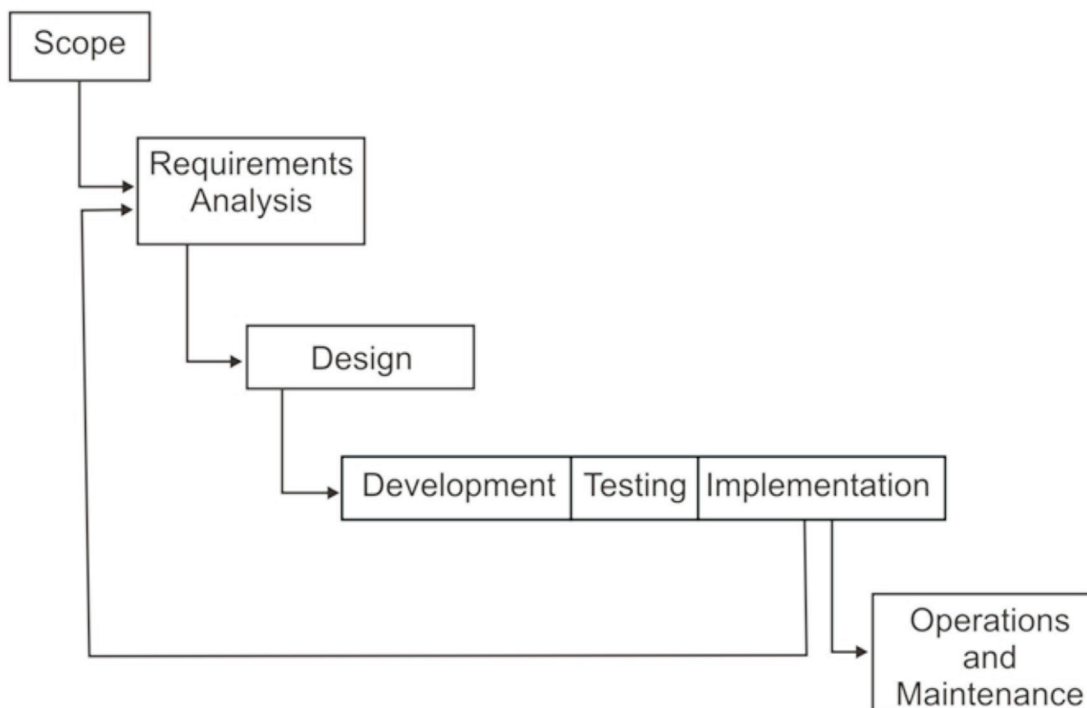 Scope
Requirements
Analysis
Design
Development
Testing
Implementation
Operations
and
Maintenance